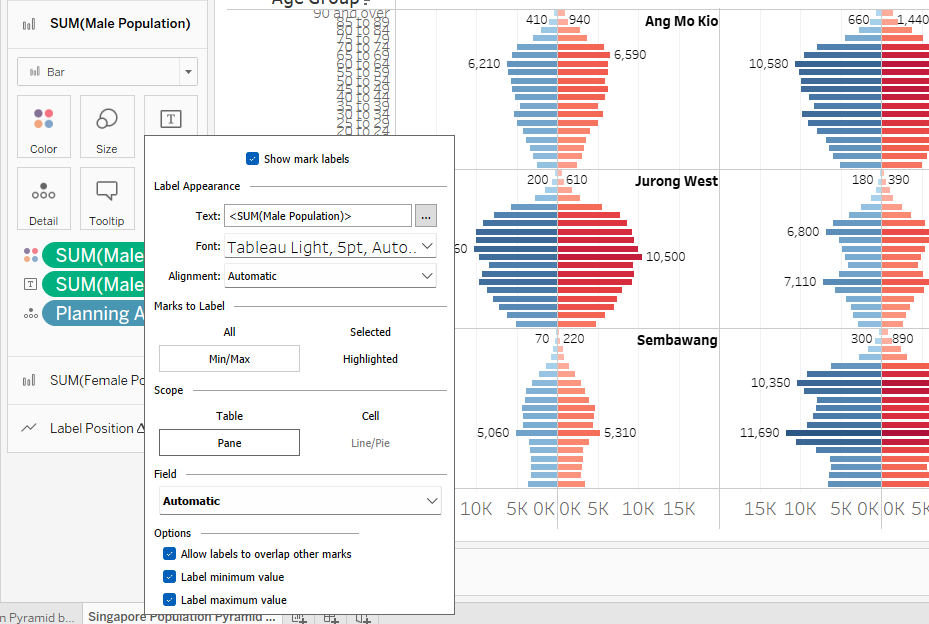 SUM(Male Population)
Bar
Color
Size
Detail
Tooltip
SUM(Male
SUM(Male
Planning A
SUM(Female Po
Label Position Δ
Show mark labels
Label Appearance
Text: <SUM(Male Population)> ...
Font: Tableau Light, 5pt, Auto..
Alignment: Automatic
Marks to Label
All Selected
Min/Max Highlighted
Scope
Table Cell
Pane Line/Pie
Field
Automatic
Options
Allow labels to overlap other marks
Label minimum value
Label maximum value
Age Group
90 and over
85 to 89
80 to 84
75 to 79
70 to 74
65 to 69
60 to 64
55 to 59
50 to 54
45 to 49
40 to 44
35 to 39
30 to 34
25 to 29
20 to 24
410 940 Ang Mo Kio 660 1,440
6,590
6,210 10,580
200 610 Jurong West 180 390
6,800
60 10,500
7,110
70 220 Sembawang 300 890
10,350
5,060 5,310 11,690
10K 5K 0K 0K 5K 10K 15K 15K 10K 5K 0K 0K 5K
n Pyramid b... Singapore Population Pyramid ...